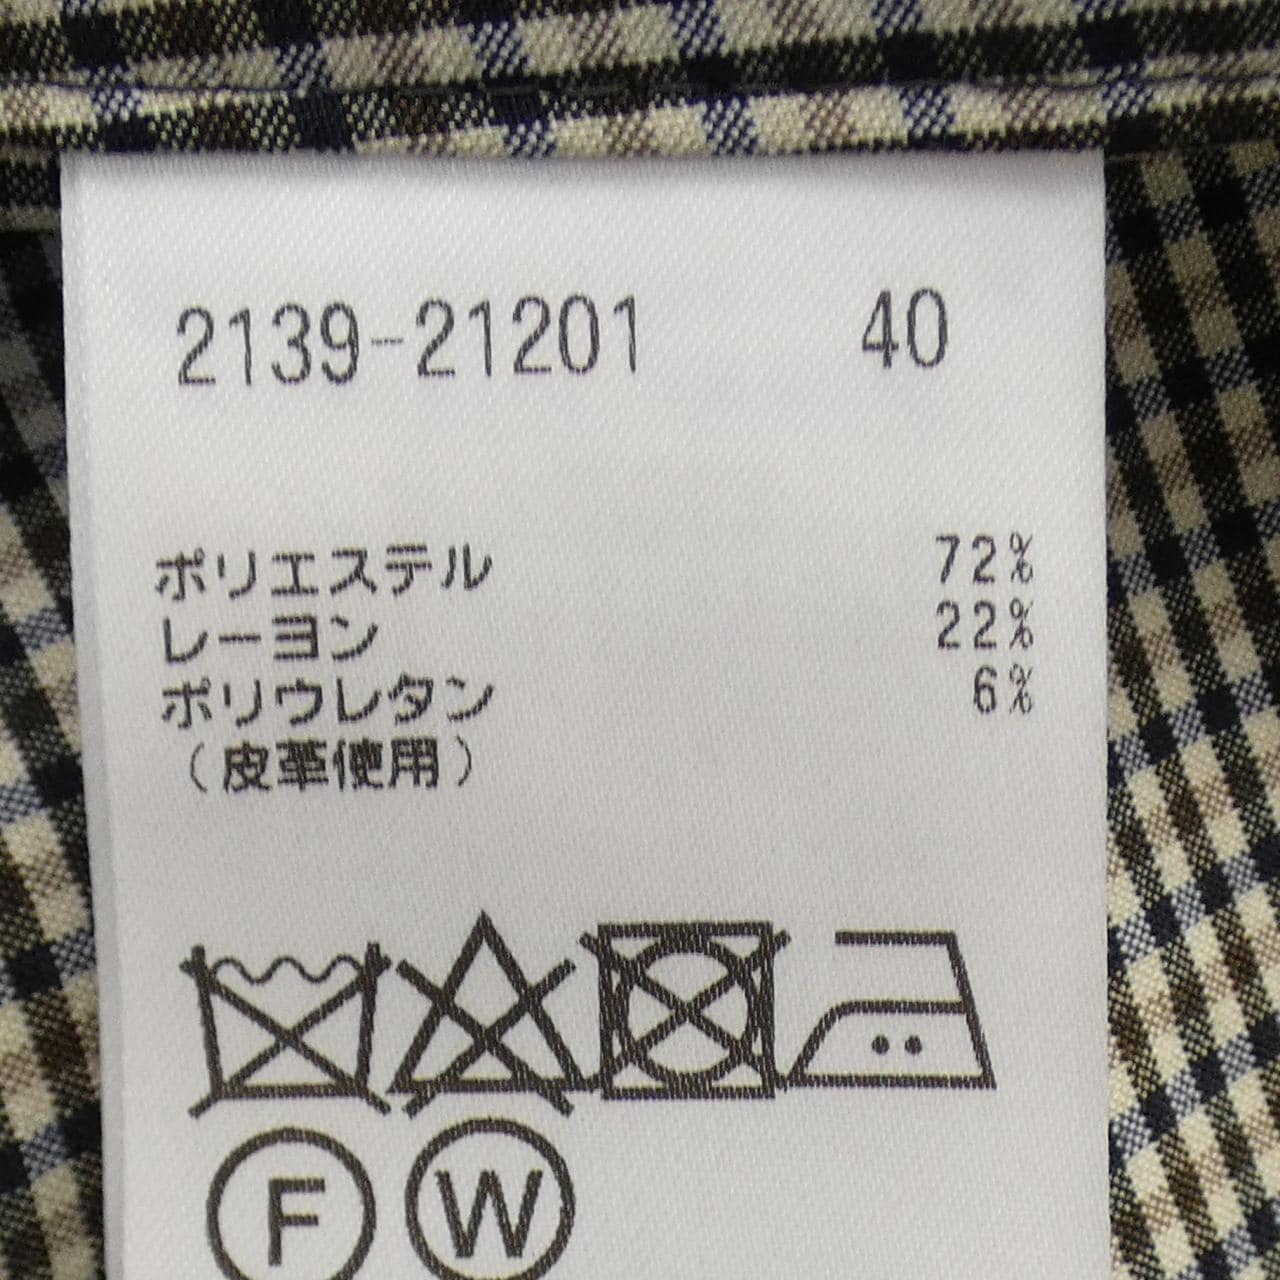 2139-21201 40
ポリエステル 72%
レーヨン 22%
ポリウレタン 6%
(皮革使用)
F W